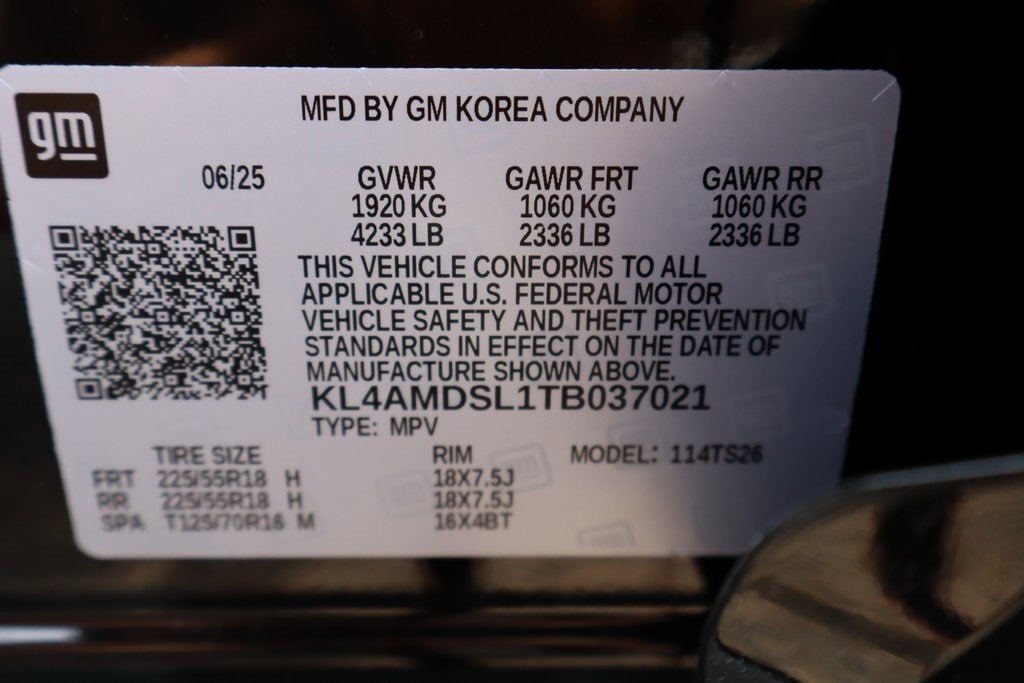 gm
MFD BY GM KOREA COMPANY
06/25 GVWR GAWR FRT GAWR RR
1920 KG 1060 KG 1060 KG
4233 LB 2336 LB 2336 LB
THIS VEHICLE CONFORMS TO ALL
APPLICABLE U.S. FEDERAL MOTOR
VEHICLE SAFETY AND THEFT PREVENTION
STANDARDS IN EFFECT ON THE DATE OF
MANUFACTURE SHOWN ABOVE.
KL4AMDSL1TB037021
TYPE: MPV
TIRE SIZE RIM MODEL: 114TS26
FRT 225/55R18 H 18X7.5J
RR 225/55R18 H 18X7.5J
SPA T125/70R16 M 16X4BT